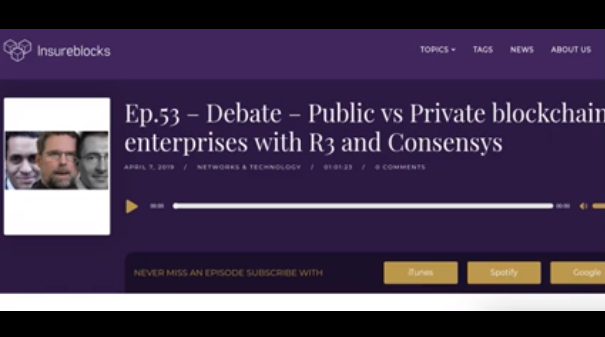 Insureblocks
TOPICS TAGS NEWS ABOUT US
Ep.53 – Debate – Public vs Private blockchain
enterprises with R3 and Consensys
APRIL 7, 2019 / NETWORKS & TECHNOLOGY / 01:01:23 / 0 COMMENTS
00:00 00:00
NEVER MISS AN EPISODE SUBSCRIBE WITH iTunes Spotify Google